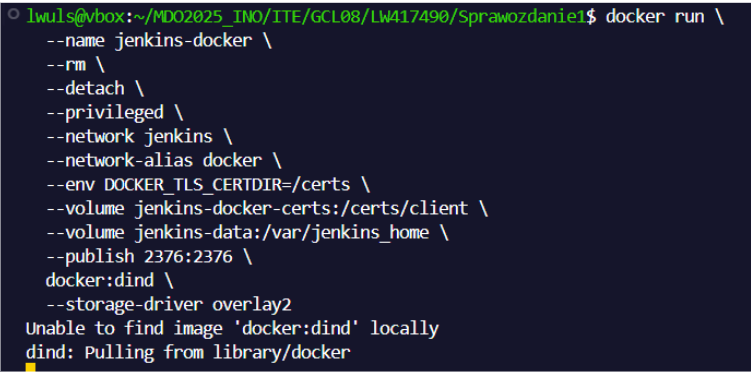 lwuls@vbox:~/MDO2025_INO/ITE/GCL08/LW417490/Sprawozdanie1$ docker run \
--name jenkins-docker \
--rm \
--detach \
--privileged \
--network jenkins \
--network-alias docker \
--env DOCKER_TLS_CERTDIR=/certs \
--volume jenkins-docker-certs:/certs/client \
--volume jenkins-data:/var/jenkins_home \
--publish 2376:2376 \
docker:dind \
--storage-driver overlay2
Unable to find image 'docker:dind' locally
dind: Pulling from library/docker